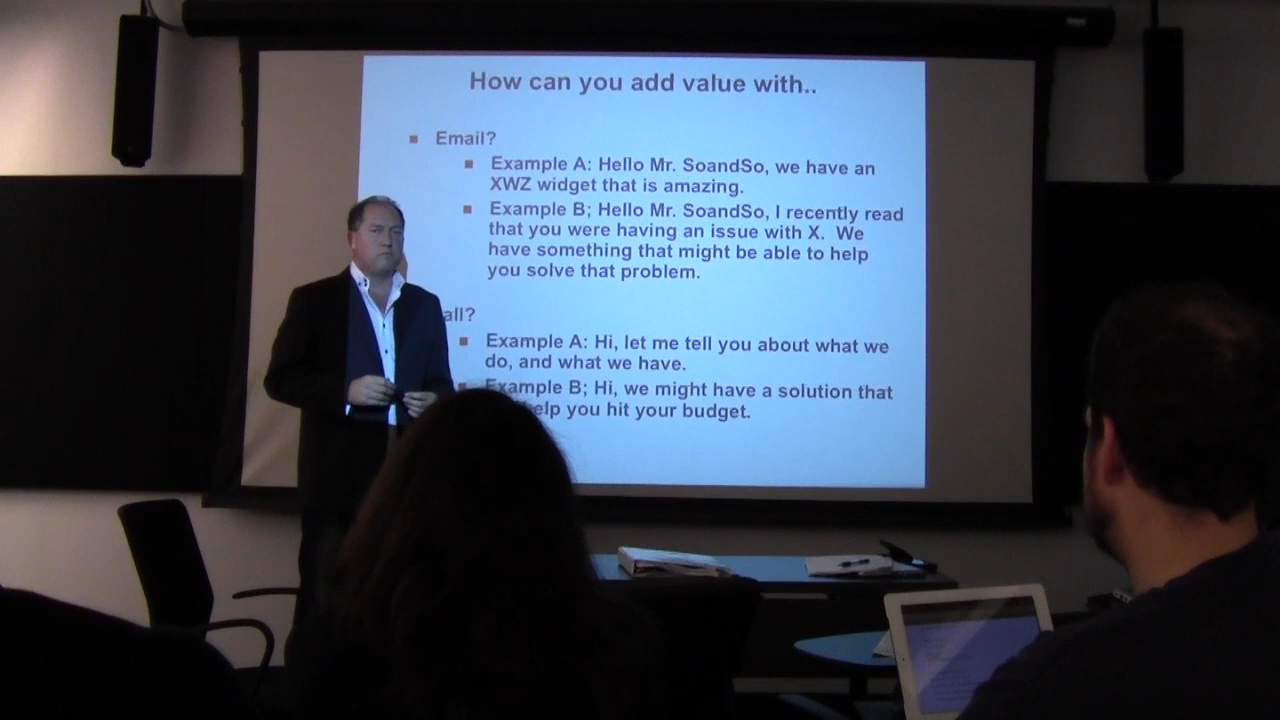 How can you add value with..
Email?
Example A: Hello Mr. SoandSo, we have an
XWZ widget that is amazing.
Example B; Hello Mr. SoandSo, I recently read
that you were having an issue with X. We
have something that might be able to help
you solve that problem.
all?
Example A: Hi, let me tell you about what we
do, and what we have.
Example B; Hi, we might have a solution that
help you hit your budget.